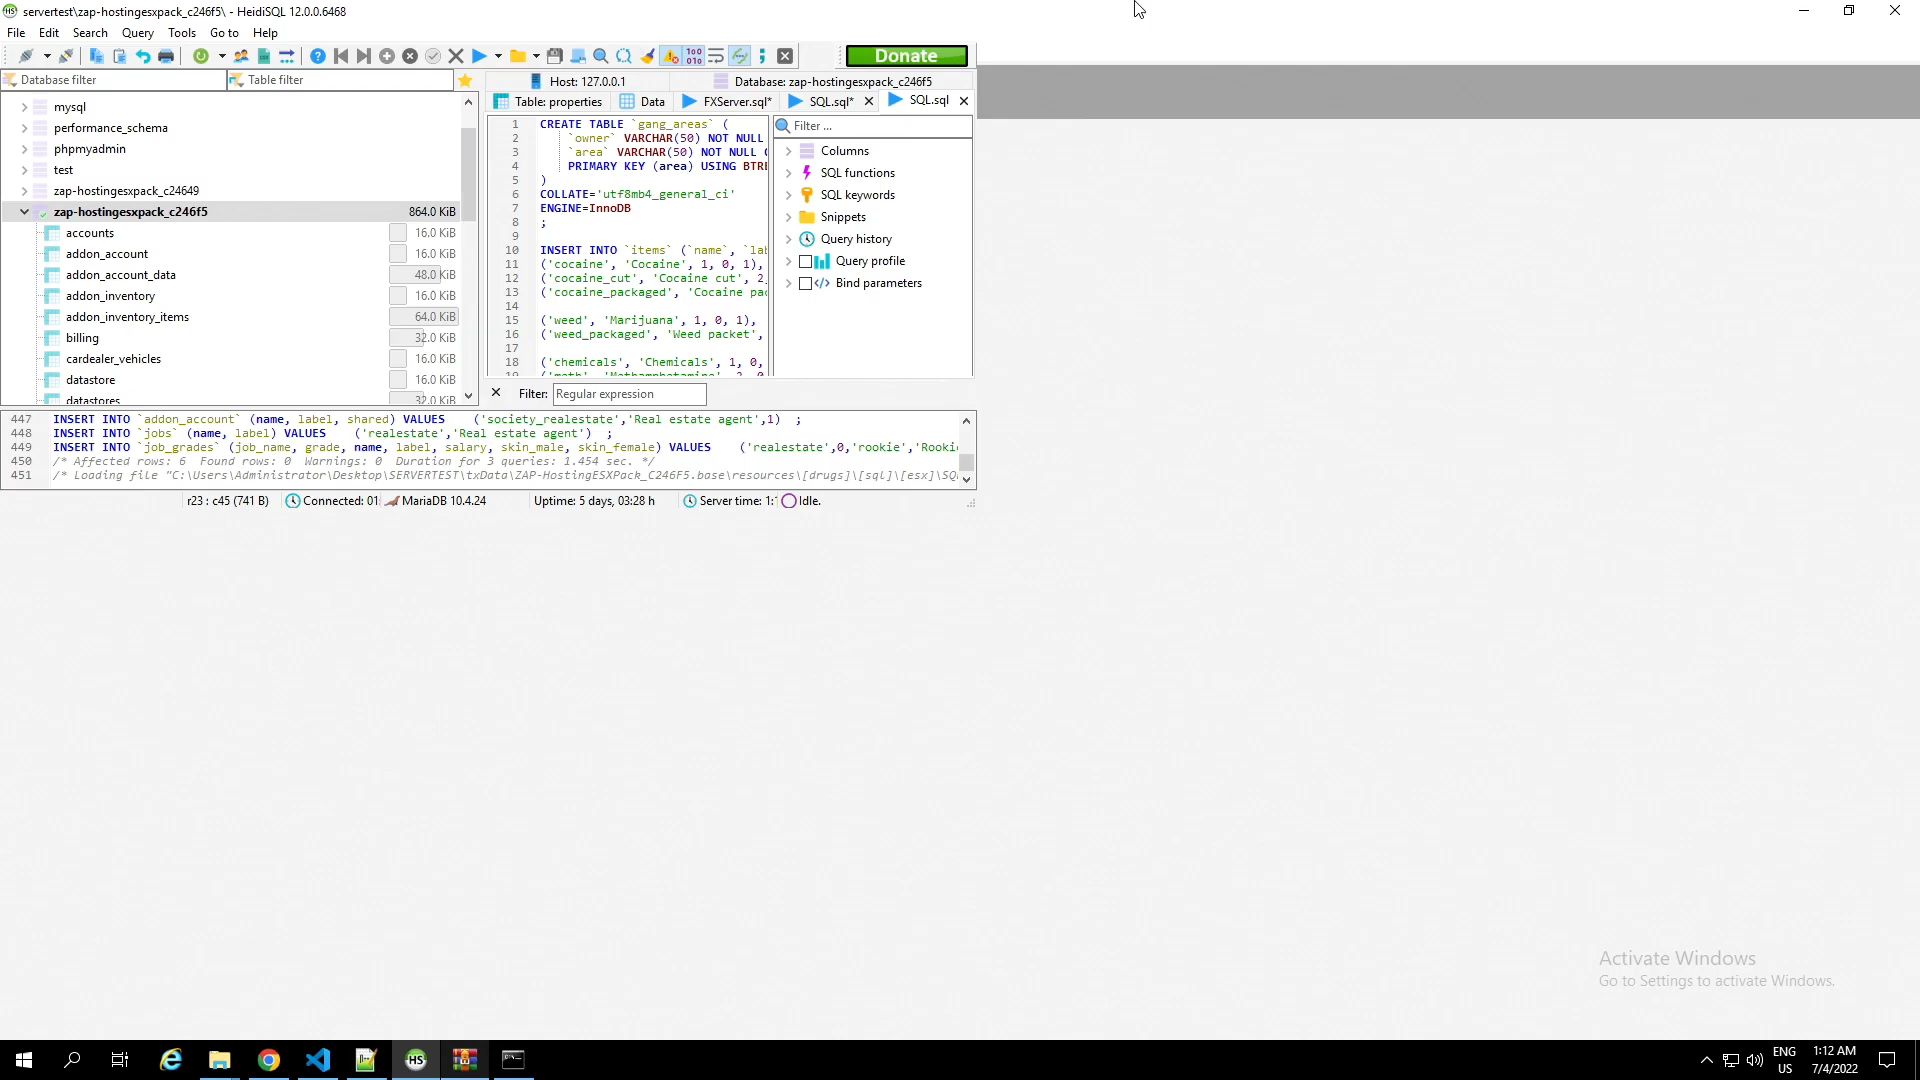 servertest\zap-hostingesxpack_c246f5\ - HeidiSQL 12.0.0.6468
File Edit Search Query Tools Go to Help
Donate
Database filter
Table filter
Host: 127.0.0.1
Database: zap-hostingesxpack_c246f5
Table: properties
Data
FXServer.sql*
SQL.sql*
SQL.sql
mysql
performance_schema
phpmyadmin
test
zap-hostingesxpack_c24649
zap-hostingesxpack_c246f5 864.0 KiB
accounts 16.0 KiB
addon_account 16.0 KiB
addon_account_data 48.0 KiB
addon_inventory 16.0 KiB
addon_inventory_items 64.0 KiB
billing 32.0 KiB
cardealer_vehicles 16.0 KiB
datastore 16.0 KiB
datastores 32.0 KiB
1 CREATE TABLE `gang_areas` (
2 `owner` VARCHAR(50) NOT NULL
3 `area` VARCHAR(50) NOT NULL
4 PRIMARY KEY (area) USING
5 )
6 COLLATE='utf8mb4_general_ci'
7 ENGINE=InnoDB
8 ;
9
10 INSERT INTO `items` (`name`,
11 ('cocaine', 'Cocaine', 1, 0, 1),
12 ('cocaine_cut', 'Cocaine cut', 2,
13 ('cocaine_packaged', 'Cocaine
14
15 ('weed', 'Marijuana', 1, 0, 1),
16 ('weed_packaged', 'Weed packet',
17
18 ('chemicals', 'Chemicals', 1, 0,
19 ('meth', 'Methamphetamine', 2, 0
Filter ...
Columns
SQL functions
SQL keywords
Snippets
Query history
Query profile
Bind parameters
Filter: Regular expression
447 INSERT INTO `addon_account` (name, label, shared) VALUES ('society_realestate','Real estate agent',1) ;
448 INSERT INTO `jobs` (name, label) VALUES ('realestate','Real estate agent') ;
449 INSERT INTO `job_grades` (job_name, grade, name, label, salary, skin_male, skin_female) VALUES ('realestate',0,'rookie','Rooki
450 /* Affected rows: 6 Found rows: 0 Warnings: 0 Duration for 3 queries: 1.454 sec. */
451 /* Loading file "C:\Users\Administrator\Desktop\SERVERTEST\txData\ZAP-HostingESXPack_C246F5.base\resources\[drugs]\[sql]\[esx]\SQ
r23 : c45 (741 B)
Connected: 01:
MariaDB 10.4.24
Uptime: 5 days, 03:28 h
Server time: 1:
Idle.
Activate Windows
Go to Settings to activate Windows.
HS
ENG
US
1:12 AM
7/4/2022